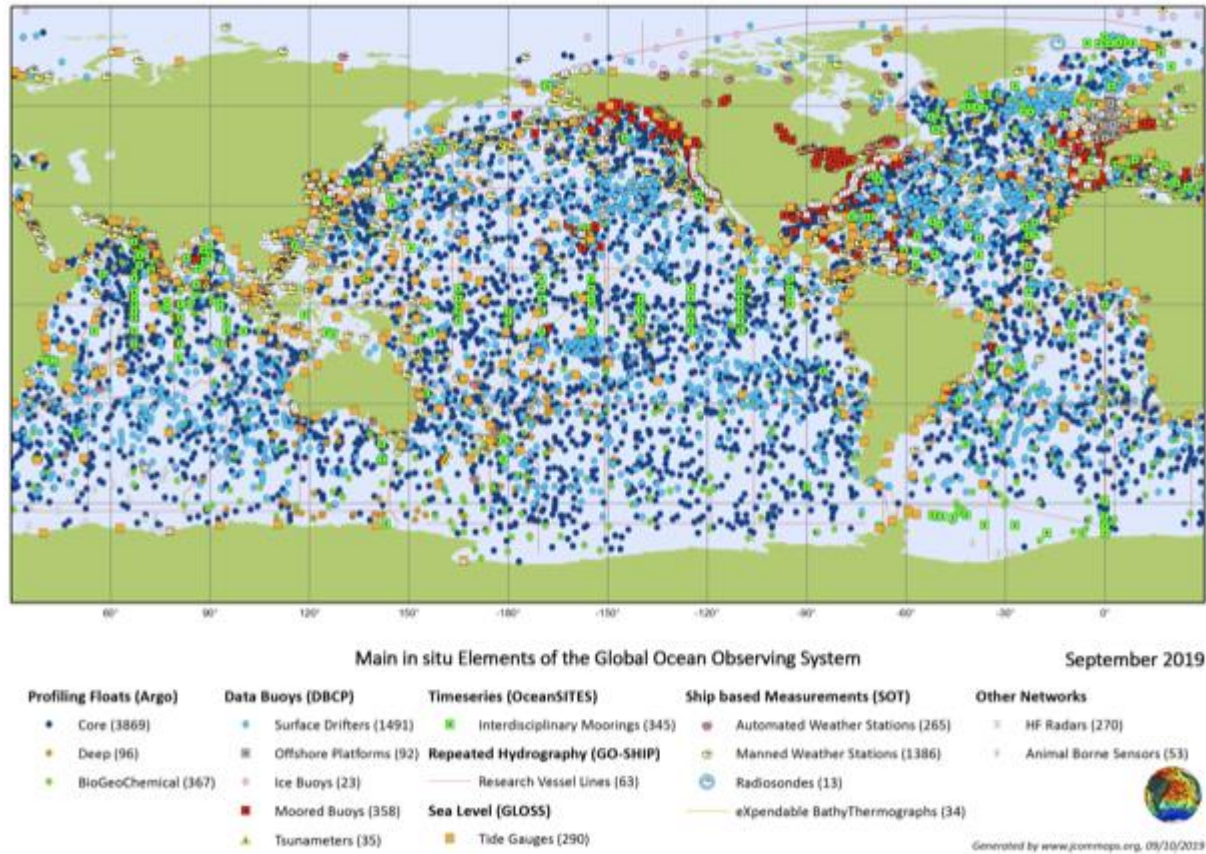 60° 90° 120° 150° -180° -150° -120° -90° -60° -30° 0°
Main in situ Elements of the Global Ocean Observing System
September 2019
Profiling Floats (Argo)
Core (3869)
Deep (96)
BioGeoChemical (367)
Data Buoys (DBCP)
Surface Drifters (1491)
Offshore Platforms (92)
Ice Buoys (23)
Moored Buoys (358)
Tsunameters (35)
Timeseries (OceanSITES)
Interdisciplinary Moorings (345)
Repeated Hydrography (GO-SHIP)
Research Vessel Lines (63)
Sea Level (GLOSS)
Tide Gauges (290)
Ship based Measurements (SOT)
Automated Weather Stations (265)
Manned Weather Stations (1386)
Radiosondes (13)
eXpendable BathyThermographs (34)
Other Networks
HF Radars (270)
Animal Borne Sensors (53)
Generated by www.jcommops.org, 09/10/2019